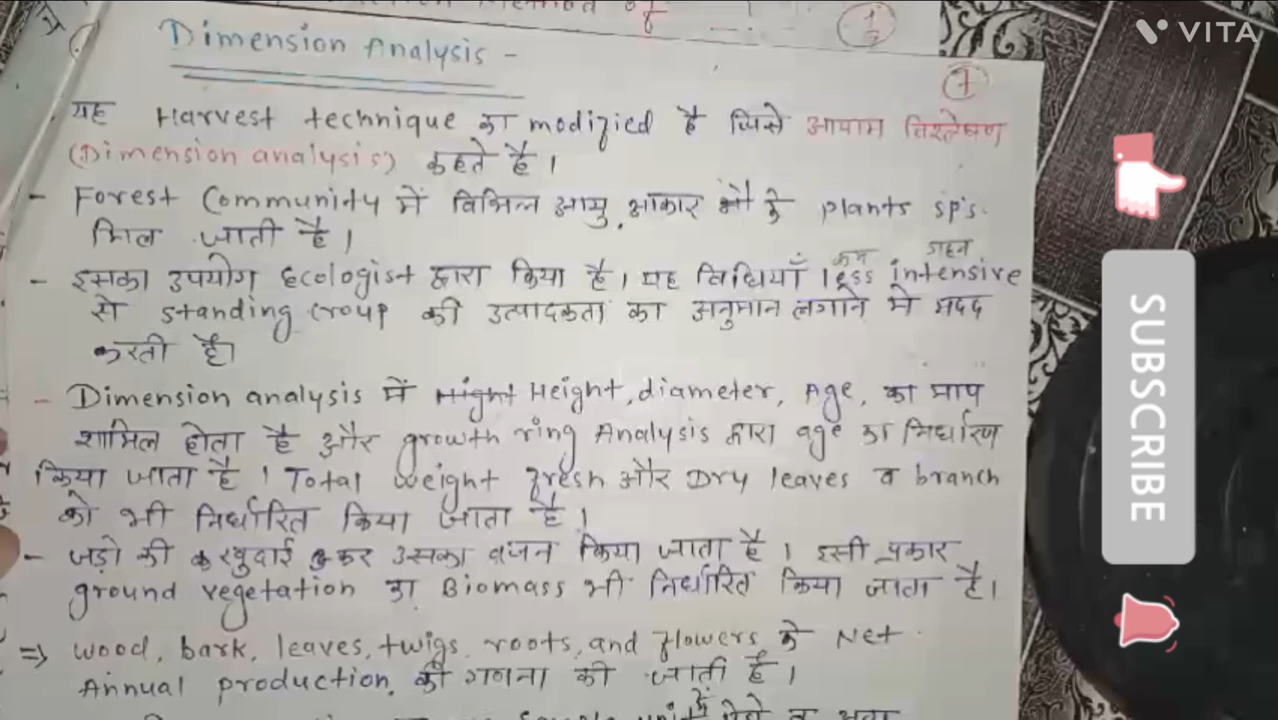 Dimension Analysis -
7
यह Harvest technique का modified है जिसे आयाम विश्लेषण
(Dimension analysis) कहते है।
- Forest Community में विभिन्न आयु, आकार के plants sp's.
मिल जाती है।
कम गहन
- इसका उपयोग Ecologist द्वारा किया है। यह विधियाँ less intensive
से standing croup की उत्पादकता का अनुमान लगाने मे मदद
करती है।
- Dimension analysis में Height, diameter, Age, का माप
शामिल होता है और growth ring Analysis द्वारा age का निर्धारण
किया जाता है। Total weight fresh और Dry leaves व branch
को भी निर्धारित किया जाता है।
- जड़ो की खुदाई कर उसका वजन किया जाता है। इसी प्रकार
ground vegetation का Biomass भी निर्धारित किया जाता है।
=> wood, bark, leaves, twigs, roots, and flowers के Net
Annual production की गणना की जाती है।
VITA
SUBSCRIBE